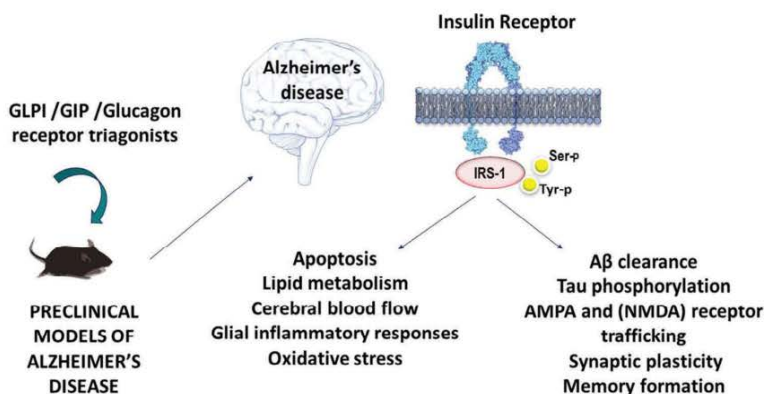 Insulin Receptor
Alzheimer's
disease
GLPI /GIP /Glucagon
receptor triagonists
Ser-p
IRS-1
Tyr-p
PRECLINICAL
MODELS OF
ALZHEIMER'S
DISEASE
Apoptosis
Lipid metabolism
Cerebral blood flow
Glial inflammatory responses
Oxidative stress
Aβ clearance
Tau phosphorylation
AMPA and (NMDA) receptor
trafficking
Synaptic plasticity
Memory formation